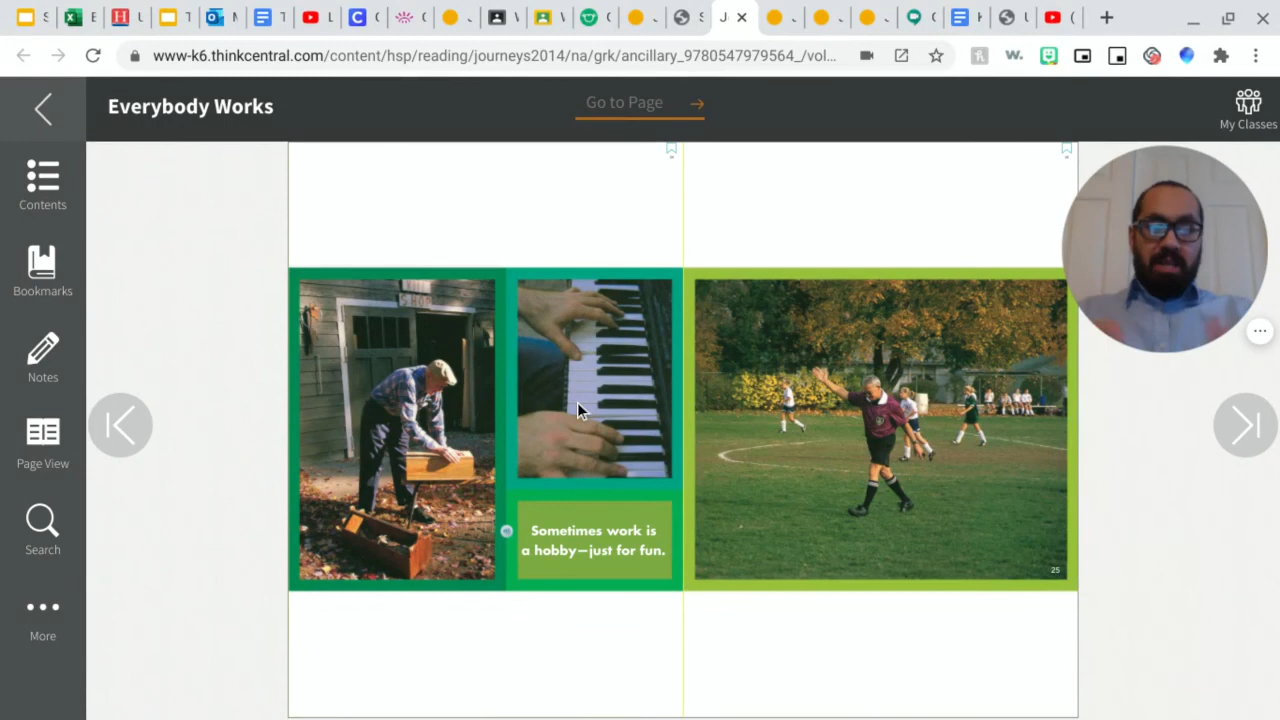 www-k6.thinkcentral.com/content/hsp/reading/journeys2014/na/grk/ancillary_9780547979564_/vol...
Everybody Works
Go to Page
My Classes
Contents
Bookmarks
Notes
Page View
Search
More
SHOP
Sometimes work is
a hobby—just for fun.
25